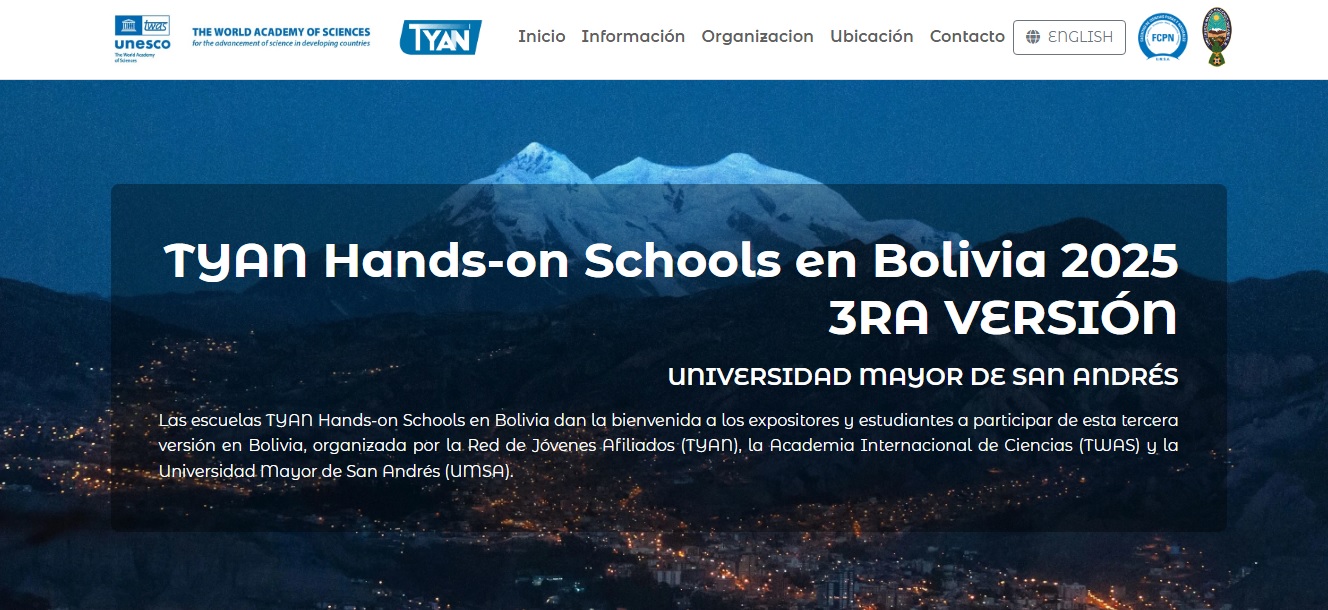 twas
unesco
The World Academy
of Sciences
THE WORLD ACADEMY OF SCIENCES
for the advancement of science in developing countries
TYAN
Inicio
Información
Organizacion
Ubicación
Contacto
ENGLISH
FCPN
TYAN Hands-on Schools en Bolivia 2025
3RA VERSIÓN
UNIVERSIDAD MAYOR DE SAN ANDRÉS
Las escuelas TYAN Hands-on Schools en Bolivia dan la bienvenida a los expositores y estudiantes a participar de esta tercera
versión en Bolivia, organizada por la Red de Jóvenes Afiliados (TYAN), la Academia Internacional de Ciencias (TWAS) y la
Universidad Mayor de San Andrés (UMSA).